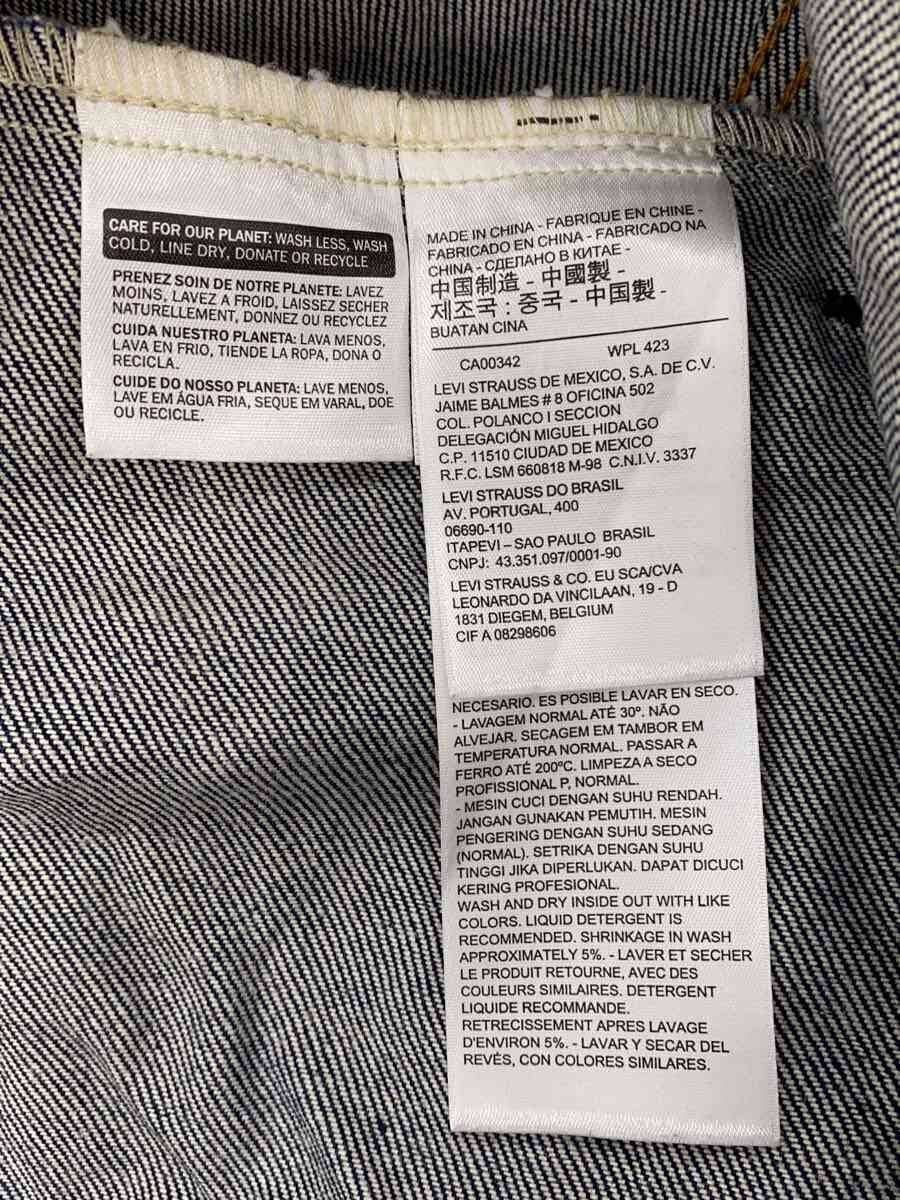 CARE FOR OUR PLANET: WASH LESS, WASH
COLD, LINE DRY, DONATE OR RECYCLE
PRENEZ SOIN DE NOTRE PLANETE: LAVEZ
MOINS, LAVEZ A FROID, LAISSEZ SECHER
NATURELLEMENT, DONNEZ OU RECYCLEZ
CUIDA NUESTRO PLANETA: LAVA MENOS,
LAVA EN FRIO, TIENDE LA ROPA, DONA O
RECICLA.
CUIDE DO NOSSO PLANETA: LAVE MENOS,
LAVE EM ÁGUA FRIA, SEQUE EM VARAL, DOE
OU RECICLE.
MADE IN CHINA - FABRIQUE EN CHINE -
FABRICADO EN CHINA - FABRICADO NA
CHINA - СДЕЛАНО В КИТАЕ -
中国制造 - 中國製 -
제조국 : 중국 - 中国製 -
BUATAN CINA
CA00342 WPL 423
LEVI STRAUSS DE MEXICO, S.A. DE C.V.
JAIME BALMES # 8 OFICINA 502
COL. POLANCO I SECCION
DELEGACIÓN MIGUEL HIDALGO
C.P. 11510 CIUDAD DE MEXICO
R.F.C. LSM 660818 M-98 C.N.I.V. 3337
LEVI STRAUSS DO BRASIL
AV. PORTUGAL, 400
06690-110
ITAPEVI – SAO PAULO BRASIL
CNPJ: 43.351.097/0001-90
LEVI STRAUSS & CO. EU SCA/CVA
LEONARDO DA VINCILAAN, 19 - D
1831 DIEGEM, BELGIUM
CIF A 08298606
NECESARIO. ES POSIBLE LAVAR EN SECO.
- LAVAGEM NORMAL ATÉ 30º. NÃO
ALVEJAR. SECAGEM EM TAMBOR EM
TEMPERATURA NORMAL. PASSAR A
FERRO ATÉ 200ºC. LIMPEZA A SECO
PROFISSIONAL P, NORMAL.
- MESIN CUCI DENGAN SUHU RENDAH.
JANGAN GUNAKAN PEMUTIH. MESIN
PENGERING DENGAN SUHU SEDANG
(NORMAL). SETRIKA DENGAN SUHU
TINGGI JIKA DIPERLUKAN. DAPAT DICUCI
KERING PROFESIONAL.
WASH AND DRY INSIDE OUT WITH LIKE
COLORS. LIQUID DETERGENT IS
RECOMMENDED. SHRINKAGE IN WASH
APPROXIMATELY 5%. - LAVER ET SECHER
LE PRODUIT RETOURNE, AVEC DES
COULEURS SIMILAIRES. DETERGENT
LIQUIDE RECOMMANDE.
RETRECISSEMENT APRES LAVAGE
D'ENVIRON 5%. - LAVAR Y SECAR DEL
REVÉS, CON COLORES SIMILARES.